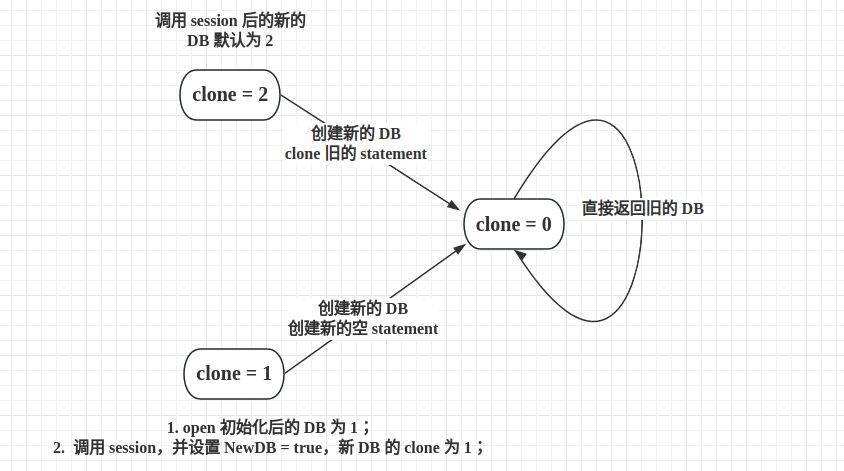 调用 session 后的新的
DB 默认为 2
clone = 2
创建新的 DB
clone 旧的 statement
clone = 0
直接返回旧的 DB
创建新的 DB
创建新的空 statement
clone = 1
1. open 初始化后的 DB 为 1；
2. 调用 session，并设置 NewDB = true，新 DB 的 clone 为 1；